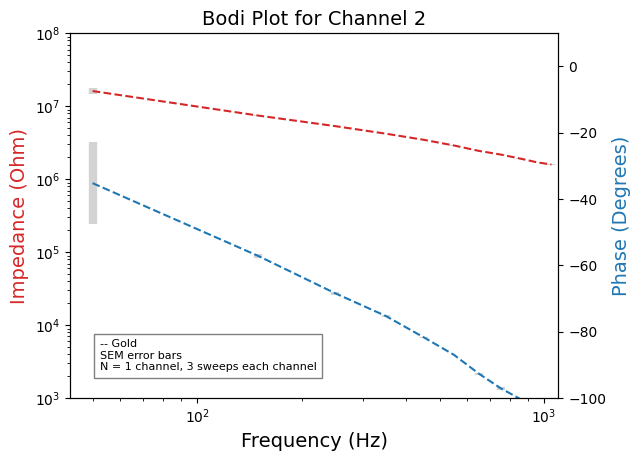 Bodi Plot for Channel 2
10^8
10^7
10^6
10^5
10^4
10^3
Impedance (Ohm)
0
−20
−40
−60
−80
−100
Phase (Degrees)
-- Gold
SEM error bars
N = 1 channel, 3 sweeps each channel
10^2
10^3
Frequency (Hz)